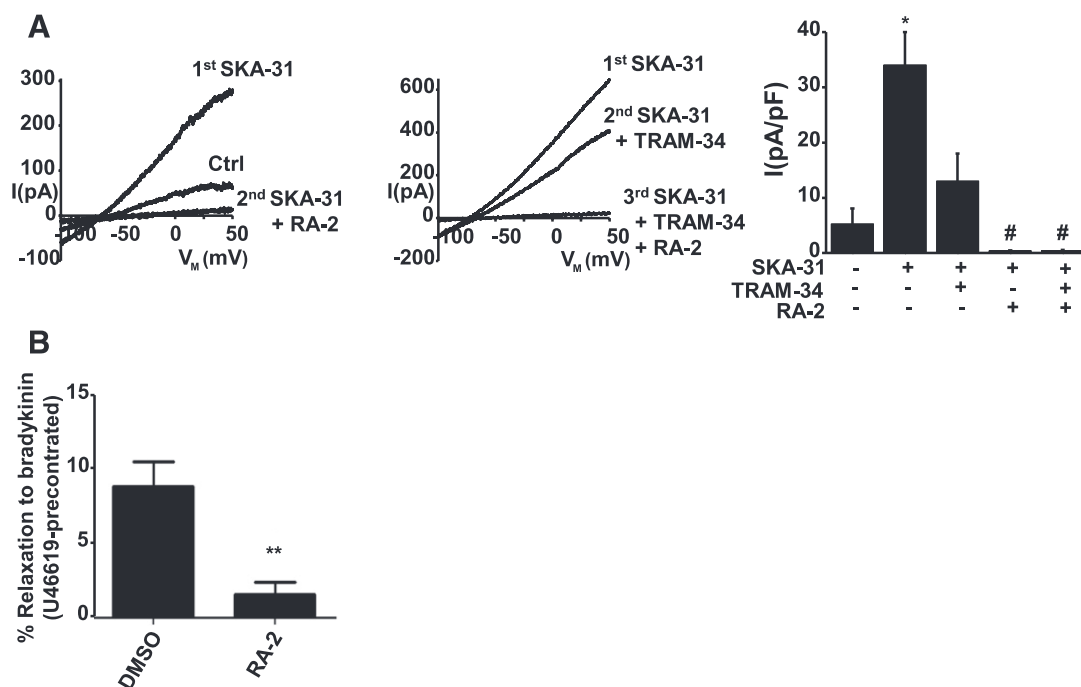 A
1st SKA-31
300
200
Ctrl
100
I(pA)
2nd SKA-31
+ RA-2
0
-100
-100 -50 0 50
VM (mV)
1st SKA-31
600
2nd SKA-31
+ TRAM-34
400
200
I(pA)
3rd SKA-31
+ TRAM-34
+ RA-2
0
-200
-100 -50 0 50
VM (mV)
I(pA/pF)
40
30
20
10
0
*
# #
SKA-31 - + + + +
TRAM-34 - - + - +
RA-2 - - - + +
B
% Relaxation to bradykinin
(U46619-precontrated)
15
10
5
0
**
DMSO
RA-2